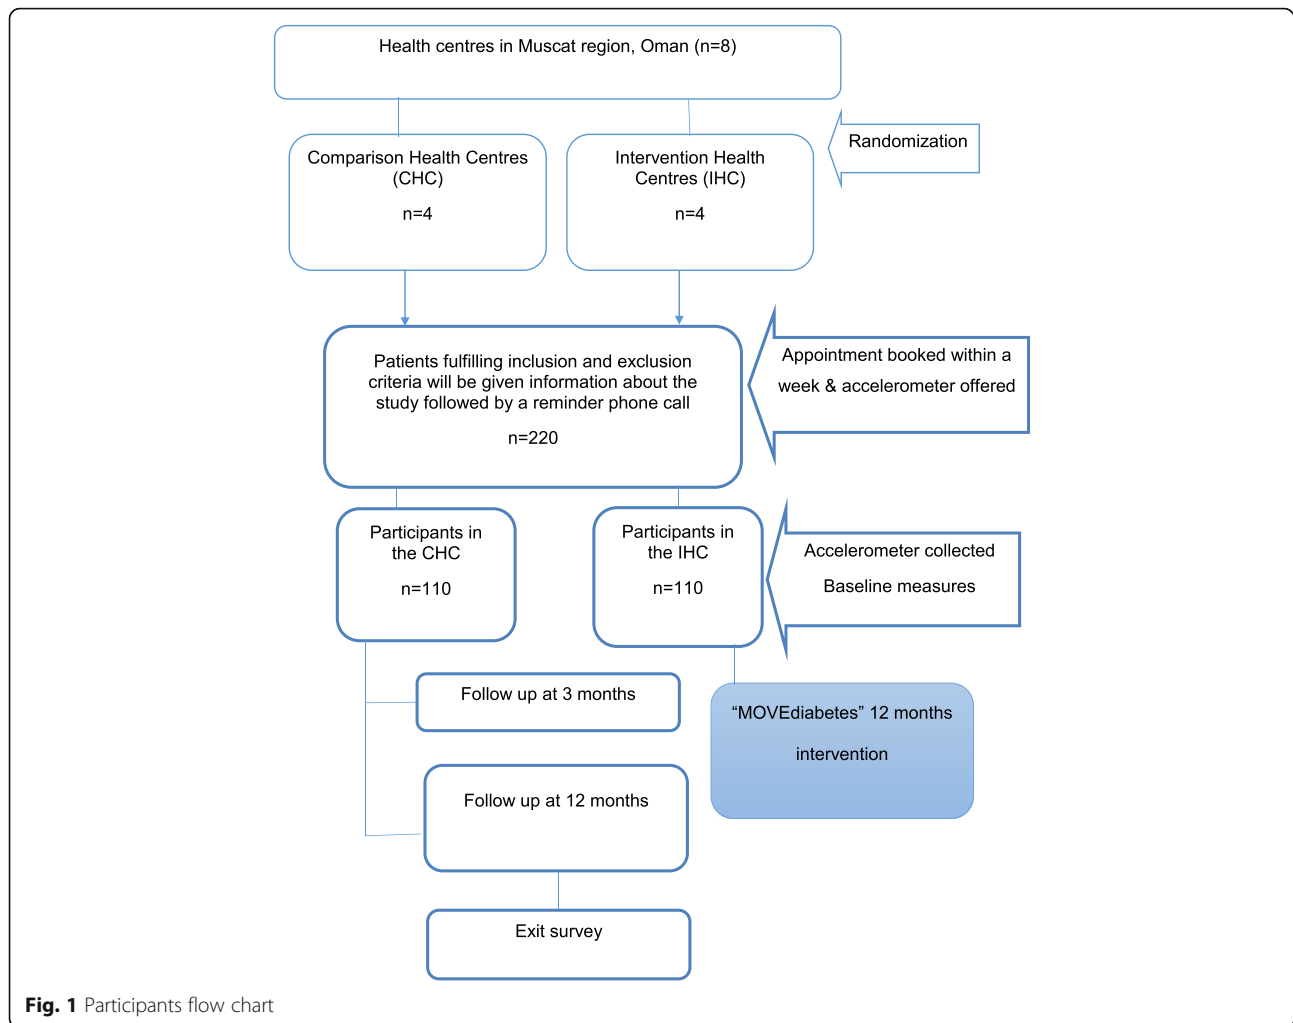 Health centres in Muscat region, Oman (n=8)
Randomization
Comparison Health Centres
(CHC)
n=4
Intervention Health
Centres (IHC)
n=4
Patients fulfilling inclusion and exclusion
criteria will be given information about the
study followed by a reminder phone call
n=220
Appointment booked within a
week & accelerometer offered
Participants in
the CHC
n=110
Participants in
the IHC
n=110
Accelerometer collected
Baseline measures
Follow up at 3 months
“MOVEdiabetes” 12 months
intervention
Follow up at 12 months
Exit survey
Fig. 1 Participants flow chart